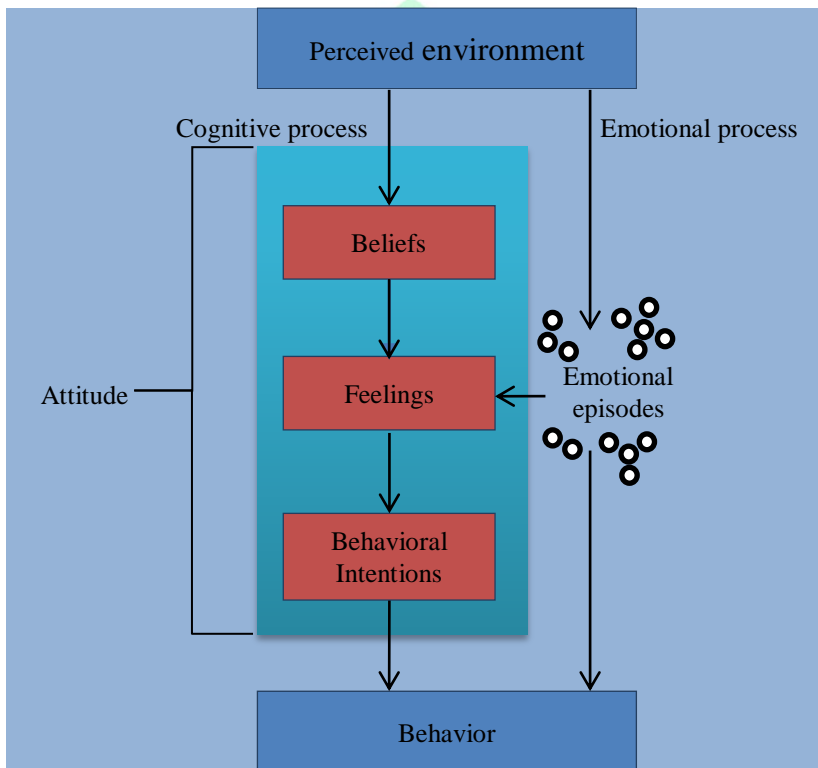 Perceived environment
Cognitive process
Emotional process
Beliefs
Attitude
Feelings
Emotional
episodes
Behavioral
Intentions
Behavior